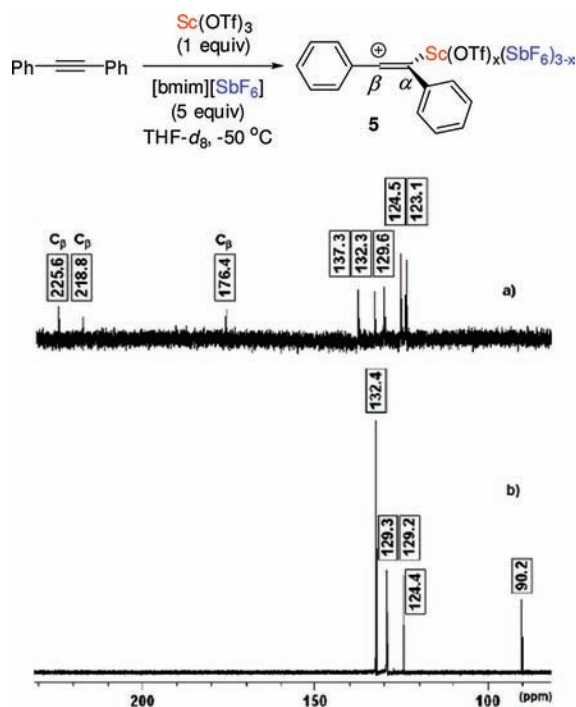 Sc(OTf)3
(1 equiv)
Ph Ph
[bmim][SbF6]
(5 equiv)
THF-d8, -50 °C
+
β α
Sc(OTf)x(SbF6)3-x
5
Cβ Cβ Cβ
225.6 218.8 176.4 137.3 132.3 129.6 124.5 123.1
a)
132.4
b)
129.3 129.2
124.4
90.2
200 150 100 (ppm)